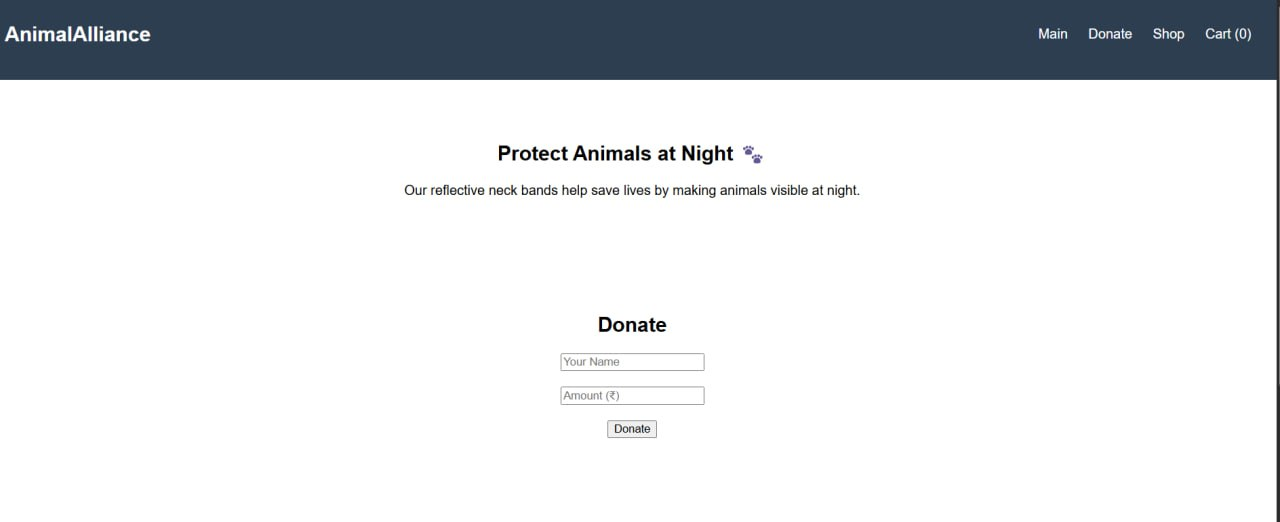 AnimalAlliance
Main Donate Shop Cart (0)
Protect Animals at Night 🐾
Our reflective neck bands help save lives by making animals visible at night.
Donate
Your Name
Amount (₹)
Donate